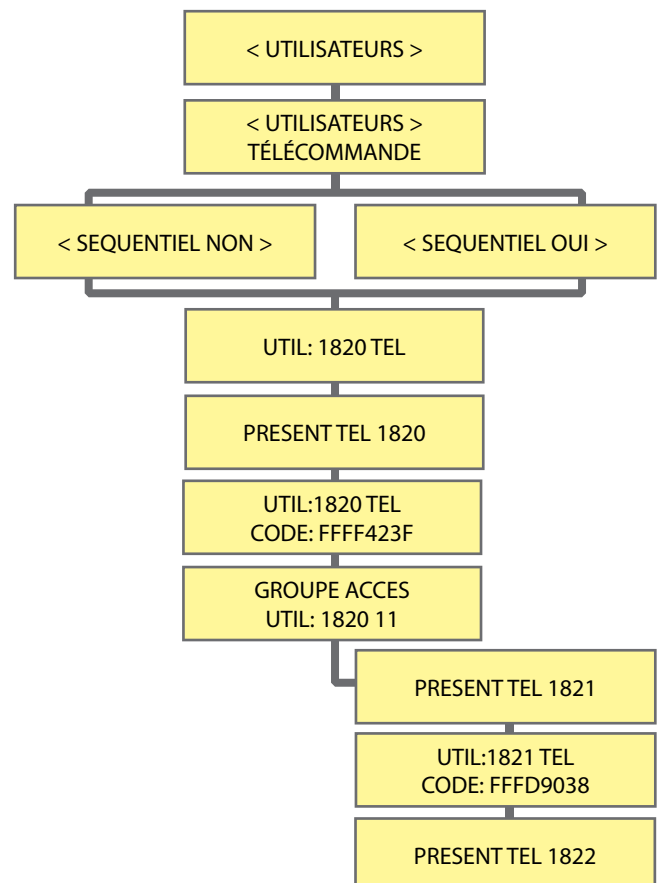 < UTILISATEURS >
< UTILISATEURS >
TÉLÉCOMMANDE
< SEQUENTIEL NON >
< SEQUENTIEL OUI >
UTIL: 1820 TEL
PRESENT TEL 1820
UTIL:1820 TEL
CODE: FFFF423F
GROUPE ACCES
UTIL: 1820 11
PRESENT TEL 1821
UTIL:1821 TEL
CODE: FFFD9038
PRESENT TEL 1822